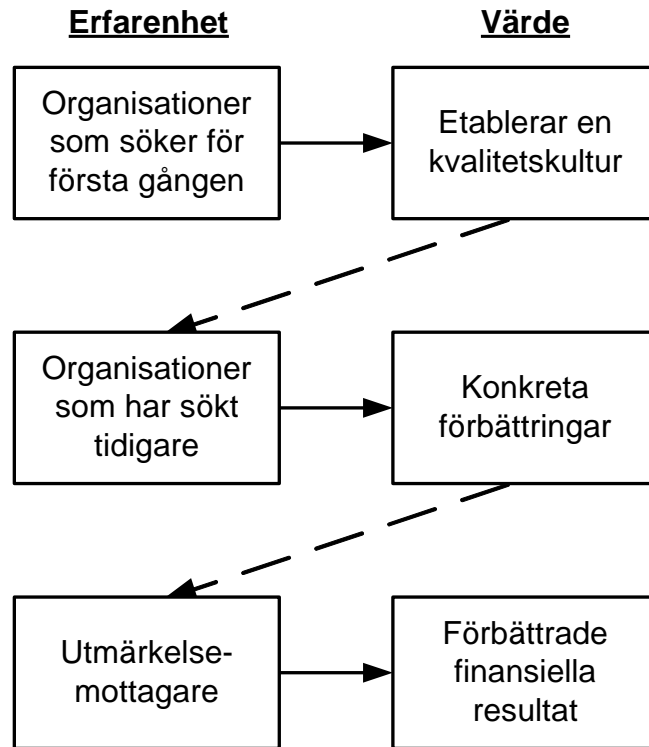 Erfarenhet
Värde
Organisationer
som söker för
första gången
Etablerar en
kvalitetskultur
Organisationer
som har sökt
tidigare
Konkreta
förbättringar
Utmärkelse-
mottagare
Förbättrade
finansiella
resultat